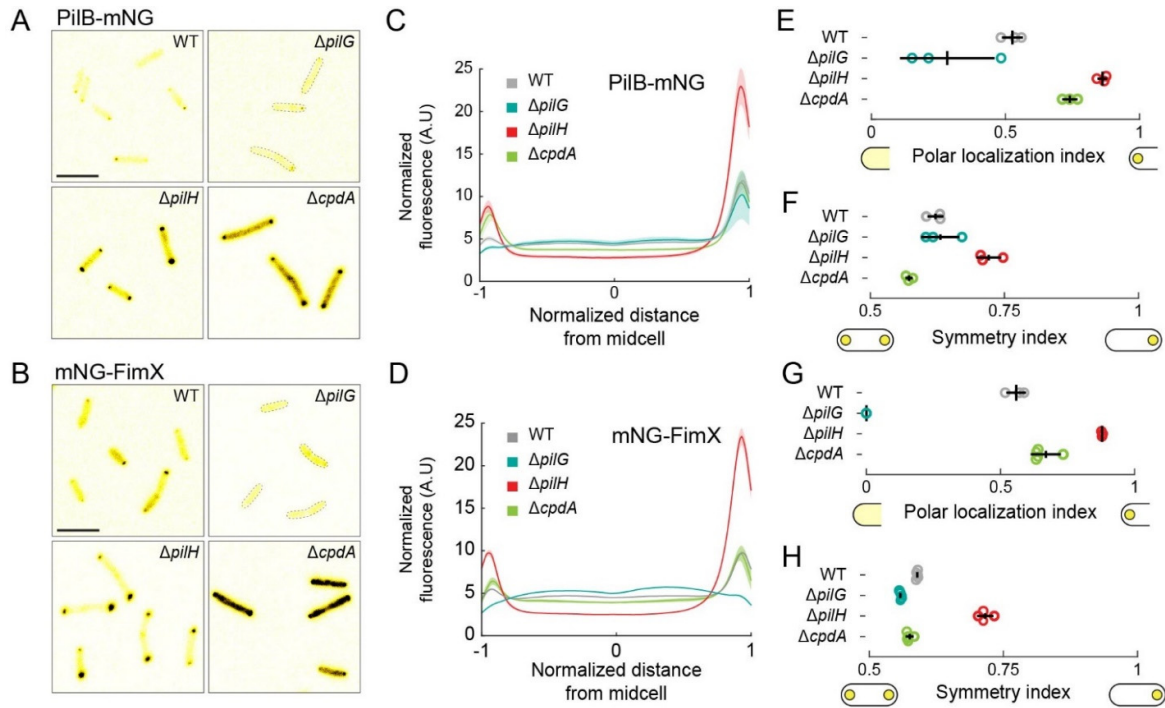 A
PilB-mNG
WT
ΔpilG
ΔpilH
ΔcpdA
B
mNG-FimX
WT
ΔpilG
ΔpilH
ΔcpdA
C
PilB-mNG
WT
ΔpilG
ΔpilH
ΔcpdA
Normalized
fluorescence (A.U)
25
20
15
10
5
0
-1
0
1
Normalized distance
from midcell
D
mNG-FimX
WT
ΔpilG
ΔpilH
ΔcpdA
Normalized
fluorescence (A.U)
25
20
15
10
5
0
-1
0
1
Normalized distance
from midcell
E
WT
ΔpilG
ΔpilH
ΔcpdA
0
0.5
1
Polar localization index
F
WT
ΔpilG
ΔpilH
ΔcpdA
0.5
0.75
1
Symmetry index
G
WT
ΔpilG
ΔpilH
ΔcpdA
0
0.5
1
Polar localization index
H
WT
ΔpilG
ΔpilH
ΔcpdA
0.5
0.75
1
Symmetry index